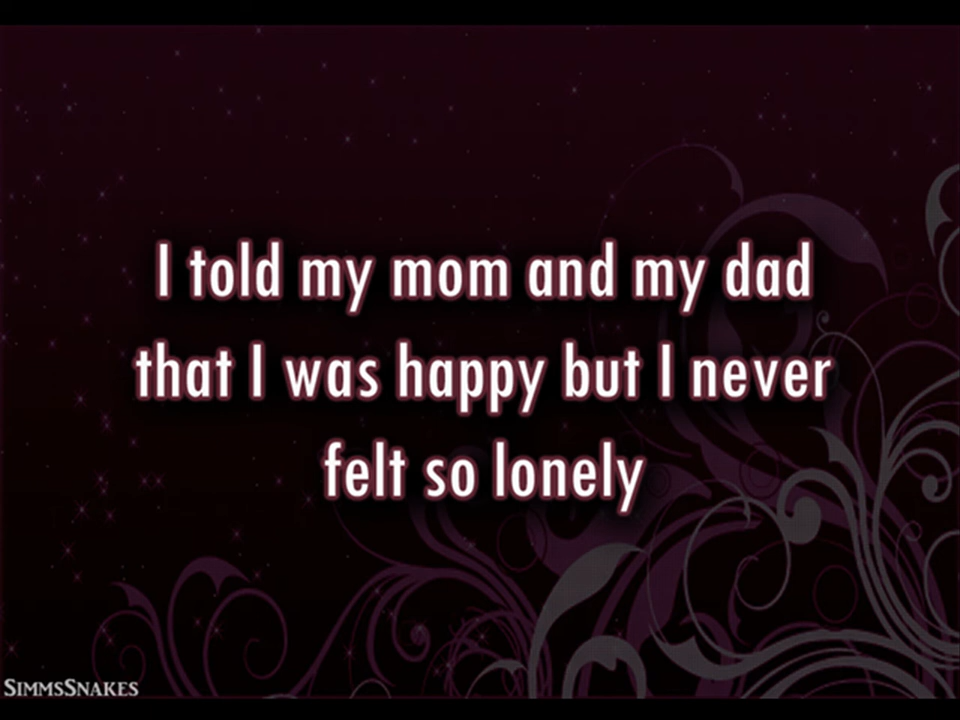 I told my mom and my dad
that I was happy but I never
felt so lonely
SIMMSSNAKES